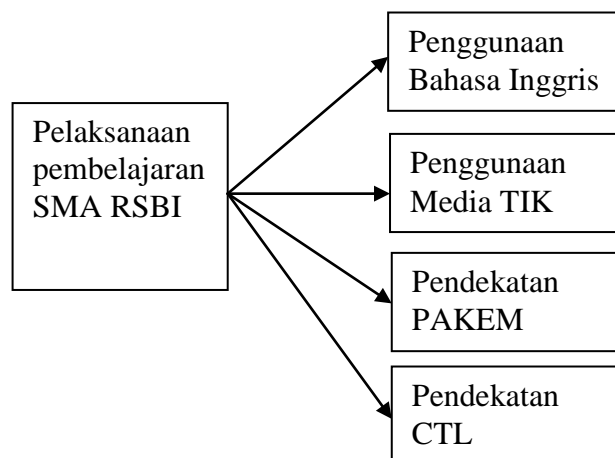 Penggunaan
Bahasa Inggris
Pelaksanaan
pembelajaran
SMA RSBI
Penggunaan
Media TIK
Pendekatan
PAKEM
Pendekatan
CTL